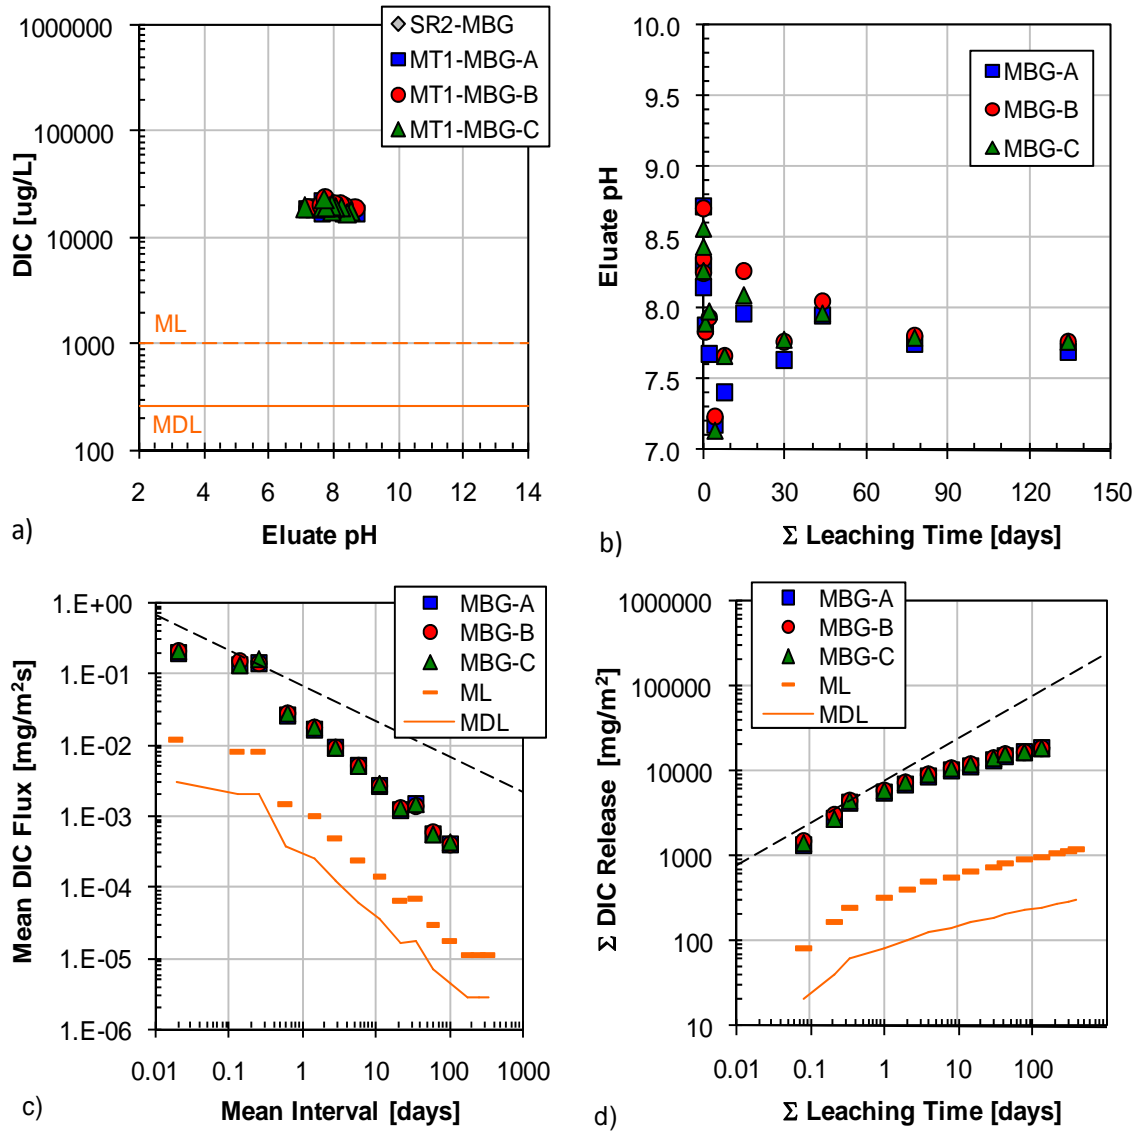 1000000
100000
10000
1000
100
DIC [ug/L]
SR2-MBG
MT1-MBG-A
MT1-MBG-B
MT1-MBG-C
ML
MDL
2 4 6 8 10 12 14
Eluate pH
a)
10.0
9.5
9.0
8.5
8.0
7.5
7.0
Eluate pH
MBG-A
MBG-B
MBG-C
0 30 60 90 120 150
Σ Leaching Time [days]
b)
1.E+00
1.E-01
1.E-02
1.E-03
1.E-04
1.E-05
1.E-06
Mean DIC Flux [mg/m²s]
MBG-A
MBG-B
MBG-C
ML
MDL
0.01 0.1 1 10 100 1000
Mean Interval [days]
c)
1000000
100000
10000
1000
100
10
Σ DIC Release [mg/m²]
MBG-A
MBG-B
MBG-C
ML
MDL
0.01 0.1 1 10 100 1000
Σ Leaching Time [days]
d)